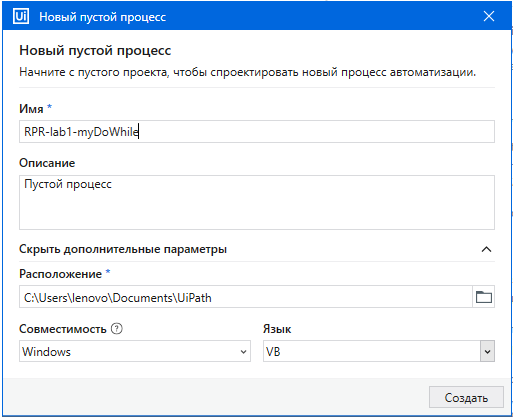 Ui Новый пустой процесс
Новый пустой процесс
Начните с пустого проекта, чтобы спроектировать новый процесс автоматизации.
Имя *
RPR-lab1-myDoWhile
Описание
Пустой процесс
Скрыть дополнительные параметры
Расположение *
C:\Users\lenovo\Documents\UiPath
Совместимость ? Язык
Windows VB
Создать